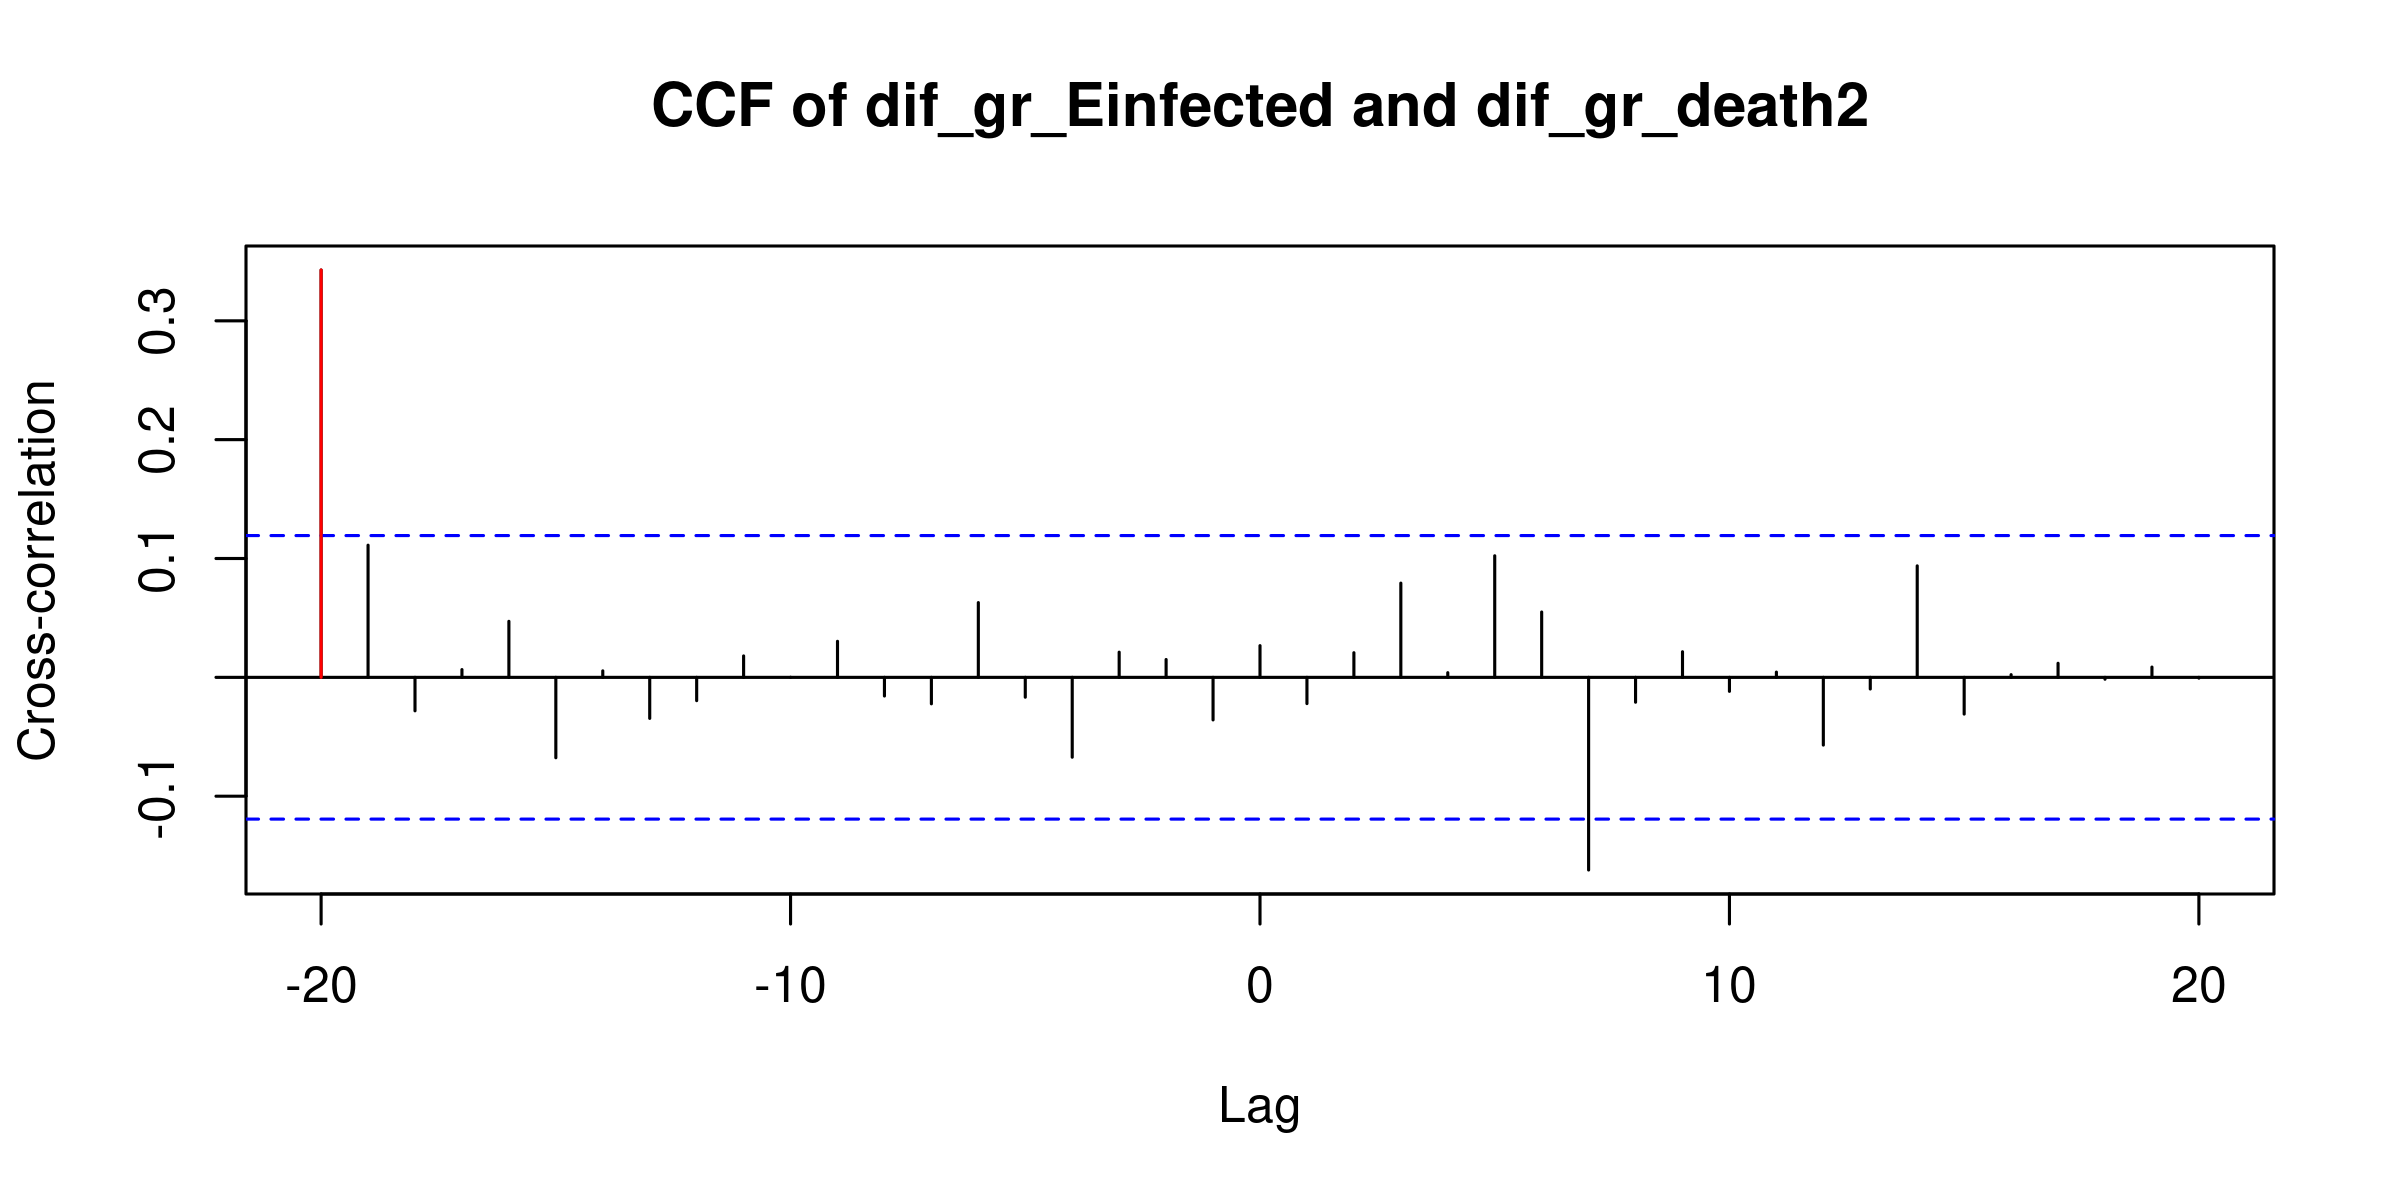 CCF of dif_gr_Einfected and dif_gr_death2
Cross-correlation
0.3
0.2
0.1
-0.1
-20 -10 0 10 20
Lag